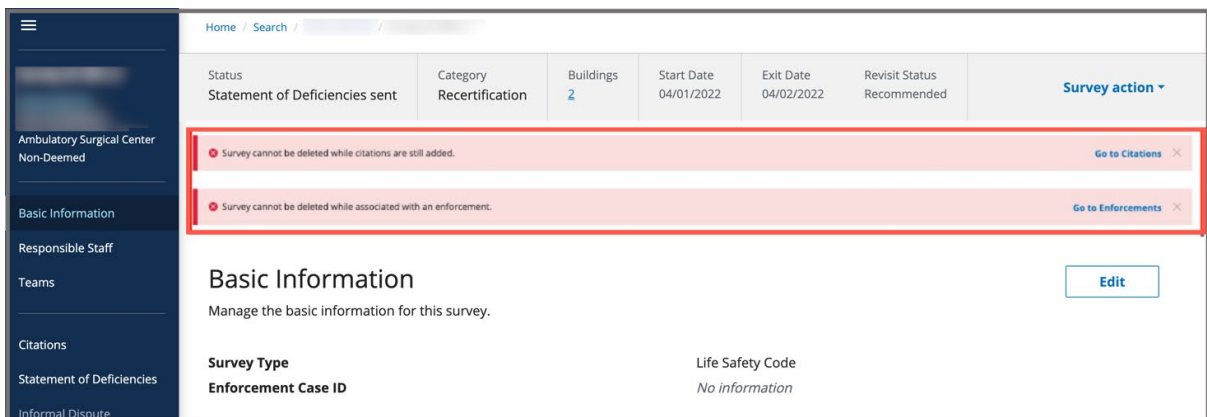 Home / Search / /
Status
Statement of Deficiencies sent
Category
Recertification
Buildings
2
Start Date
04/01/2022
Exit Date
04/02/2022
Revisit Status
Recommended
Survey action
Ambulatory Surgical Center
Non-Deemed
Basic Information
Responsible Staff
Teams
Citations
Statement of Deficiencies
Informal Dispute
Survey cannot be deleted while citations are still added.
Go to Citations
Survey cannot be deleted while associated with an enforcement.
Go to Enforcements
Basic Information
Edit
Manage the basic information for this survey.
Survey Type
Life Safety Code
Enforcement Case ID
No information